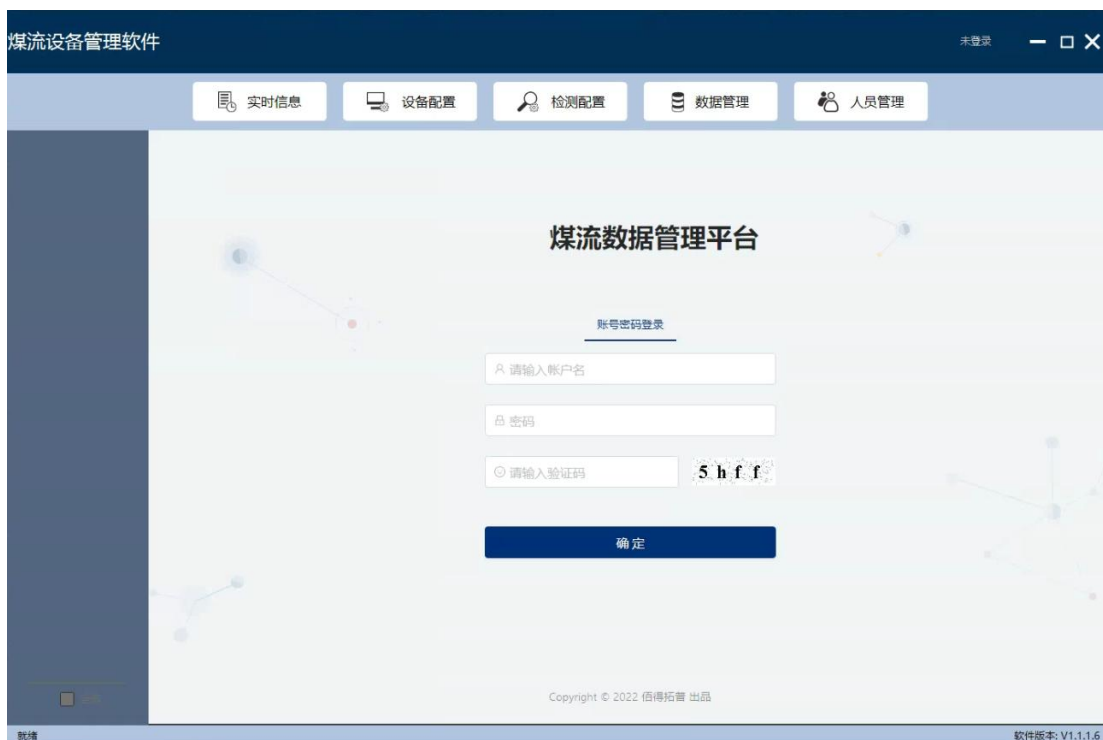 煤流设备管理软件
未登录
实时信息
设备配置
检测配置
数据管理
人员管理
煤流数据管理平台
账号密码登录
请输入帐户名
密码
请输入验证码
5 h f f
确定
Copyright © 2022 佰得拓普 出品
就绪
软件版本: V1.1.1.6